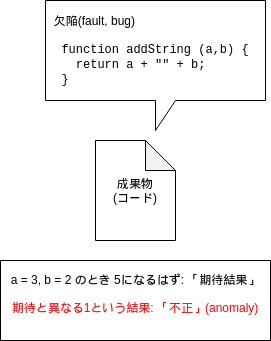 欠陥(fault, bug)
function addString (a,b) {
return a + "" + b;
}
成果物
(コード)
a = 3, b = 2 のとき 5になるはず: 「期待結果」
期待と異なる1という結果: 「不正」(anomaly)